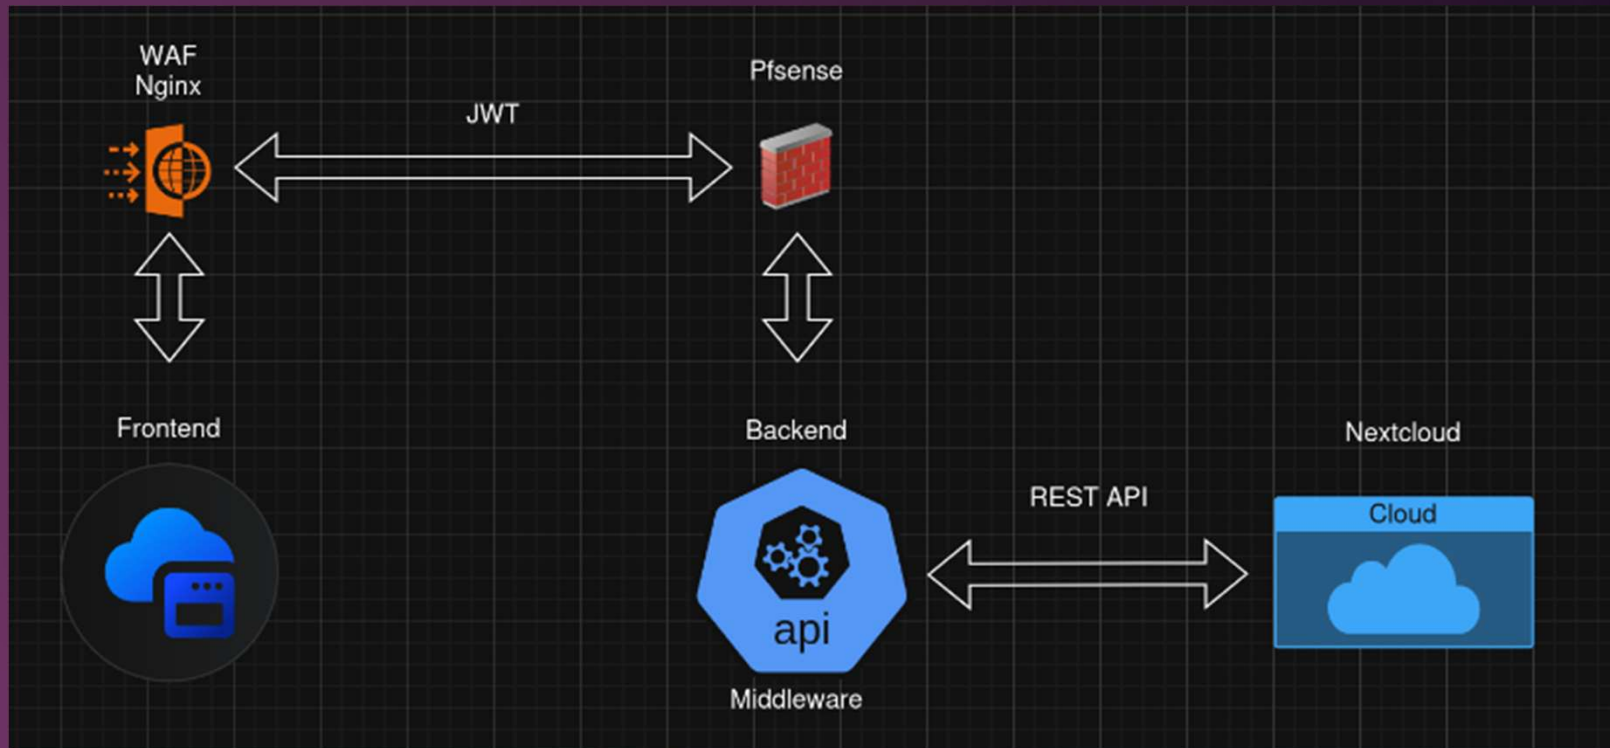 WAF
Nginx
Pfsense
JWT
Frontend
Backend
Nextcloud
REST API
Cloud
api
Middleware